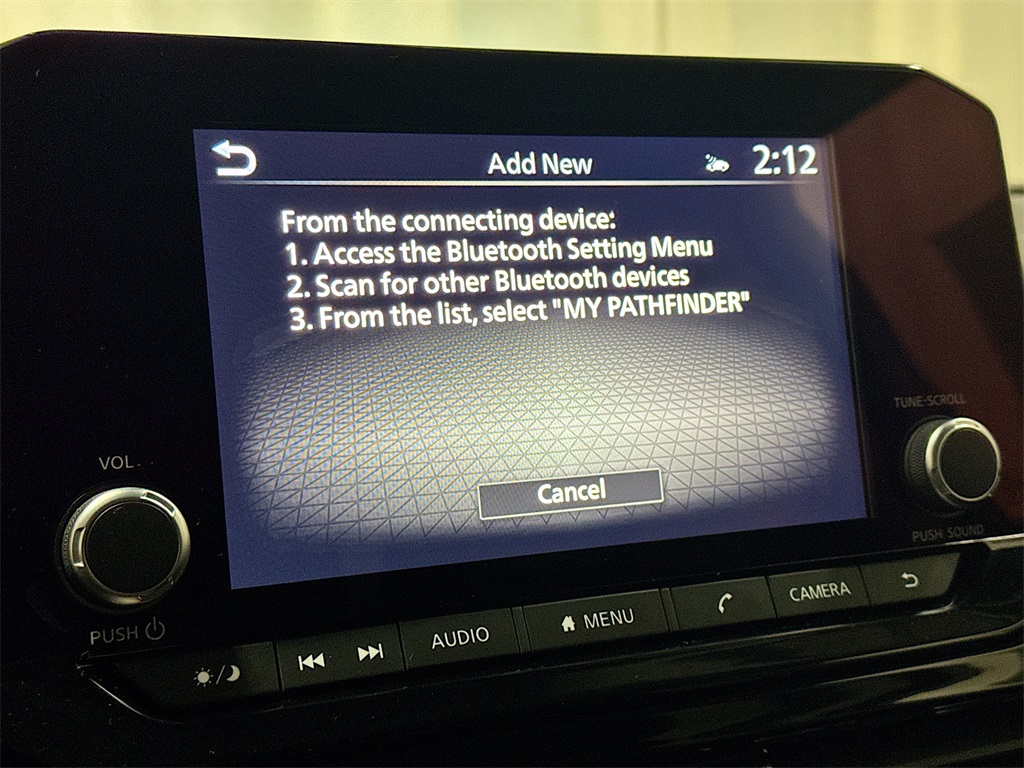 Add New
2:12
From the connecting device:
1. Access the Bluetooth Setting Menu
2. Scan for other Bluetooth devices
3. From the list, select "MY PATHFINDER"
Cancel
TUNE·SCROLL
VOL
PUSH SOUND
PUSH
AUDIO
MENU
CAMERA